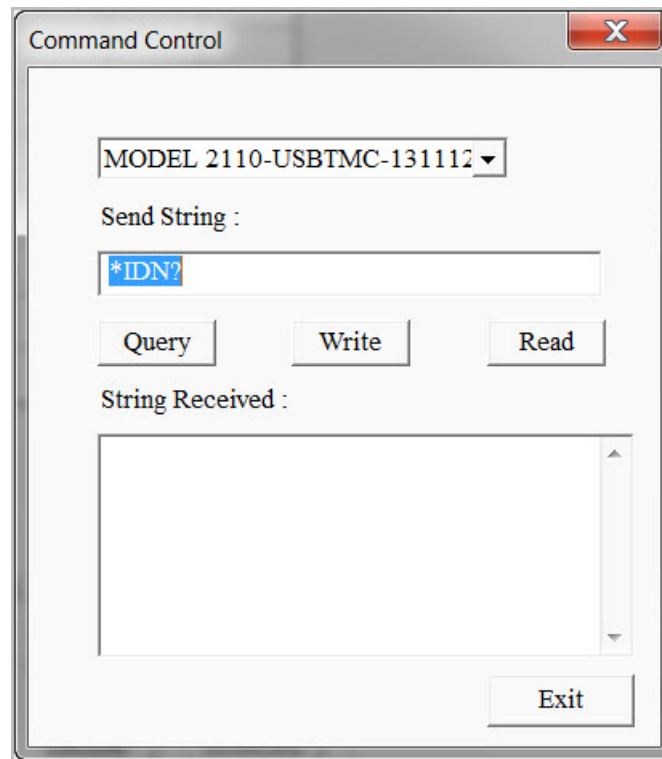 Command Control
MODEL 2110-USBTMC-131112
Send String :
*IDN?
Query Write Read
String Received :
Exit